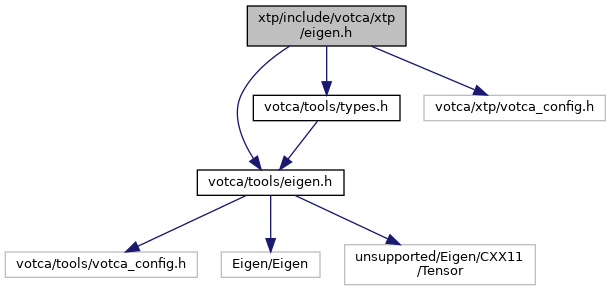 xtp/include/votca/xtp
/eigen.h
votca/tools/types.h
votca/xtp/votca_config.h
votca/tools/eigen.h
votca/tools/votca_config.h
Eigen/Eigen
unsupported/Eigen/CXX11
/Tensor